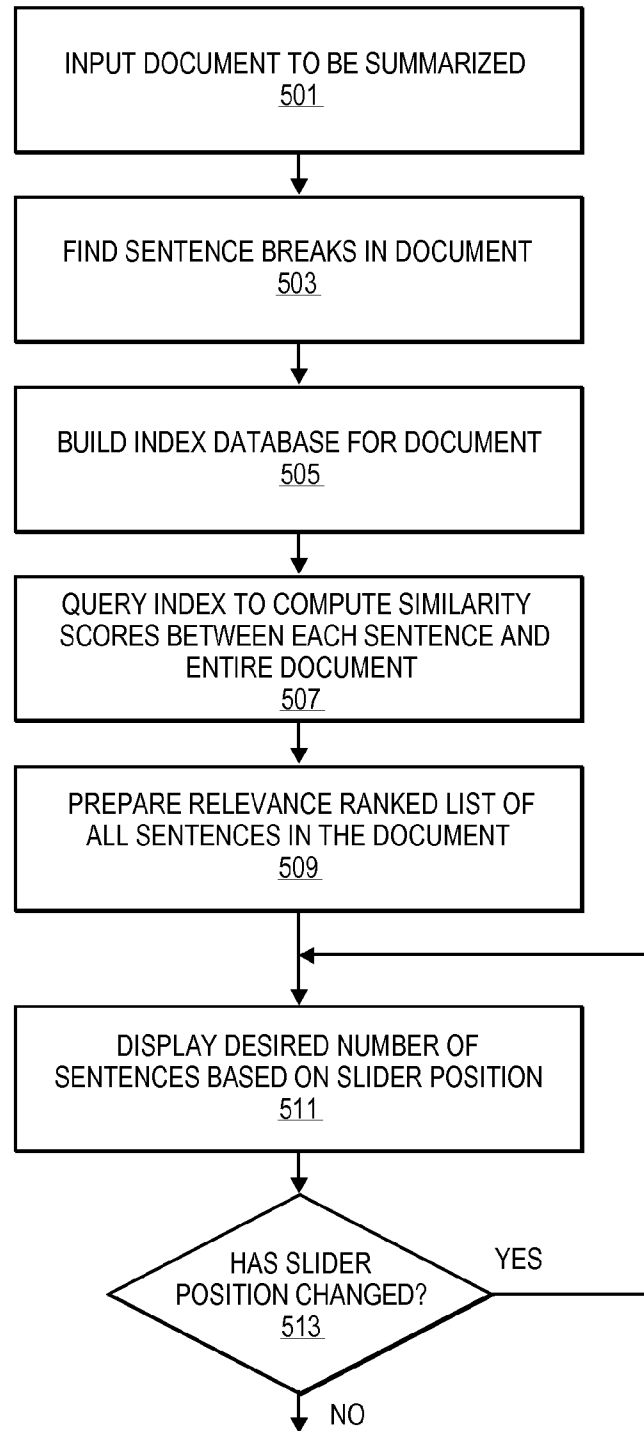 INPUT DOCUMENT TO BE SUMMARIZED
501
FIND SENTENCE BREAKS IN DOCUMENT
503
BUILD INDEX DATABASE FOR DOCUMENT
505
QUERY INDEX TO COMPUTE SIMILARITY
SCORES BETWEEN EACH SENTENCE AND
ENTIRE DOCUMENT
507
PREPARE RELEVANCE RANKED LIST OF
ALL SENTENCES IN THE DOCUMENT
509
DISPLAY DESIRED NUMBER OF
SENTENCES BASED ON SLIDER POSITION
511
HAS SLIDER
POSITION CHANGED?
513
YES
NO